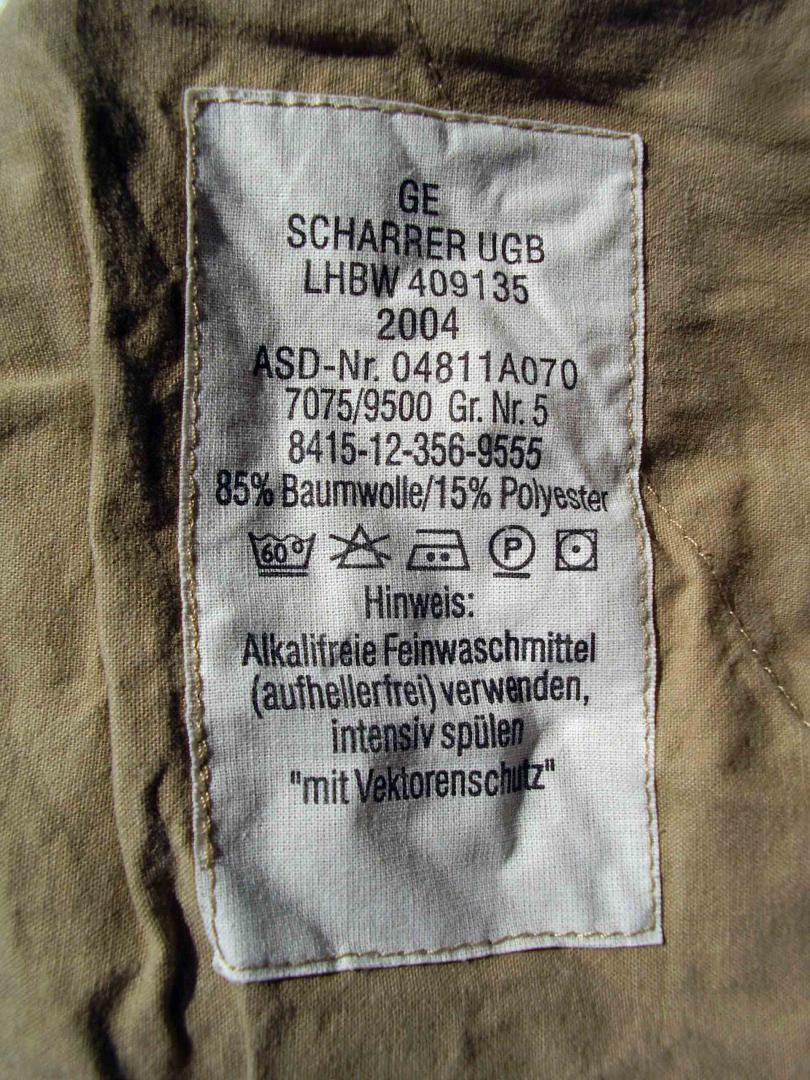 GE
SCHARRER UGB
LHBW 409135
2004
ASD-Nr. 04811A070
7075/9500 Gr. Nr. 5
8415-12-356-9555
85% Baumwolle/15% Polyester
60° P
Hinweis:
Alkalifreie Feinwaschmittel
(aufhellerfrei) verwenden,
intensiv spülen
"mit Vektorenschutz"